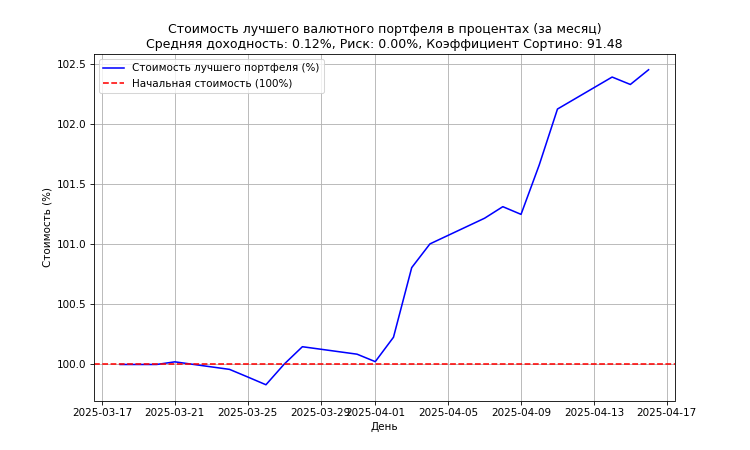 Стоимость лучшего валютного портфеля в процентах (за месяц)
Средняя доходность: 0.12%, Риск: 0.00%, Коэффициент Сортино: 91.48
Стоимость лучшего портфеля (%)
Начальная стоимость (100%)
Стоимость (%)
102.5
102.0
101.5
101.0
100.5
100.0
2025-03-17 2025-03-21 2025-03-25 2025-03-29 2025-04-01 2025-04-05 2025-04-09 2025-04-13 2025-04-17
День